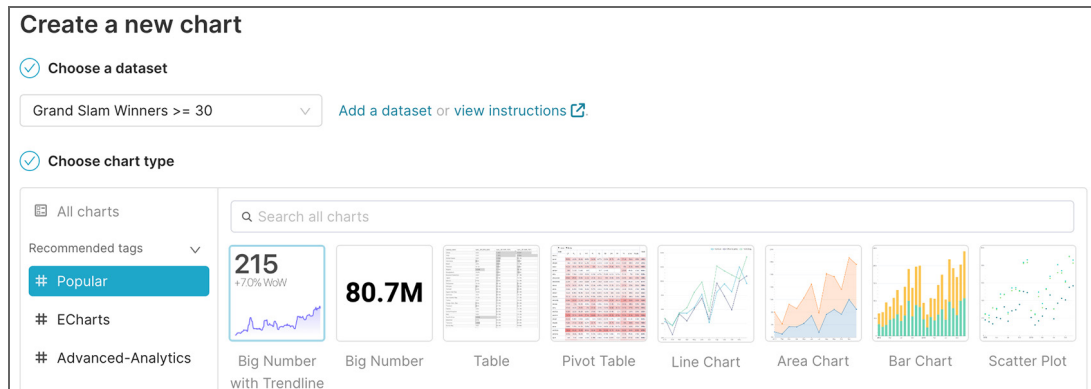 Create a new chart
Choose a dataset
Grand Slam Winners >= 30
Add a dataset or view instructions.
Choose chart type
All charts
Search all charts
Recommended tags
# Popular
# ECharts
# Advanced-Analytics
215
+7.0% WoW
Big Number
with Trendline
80.7M
Big Number
Table
Pivot Table
Line Chart
Area Chart
Bar Chart
Scatter Plot